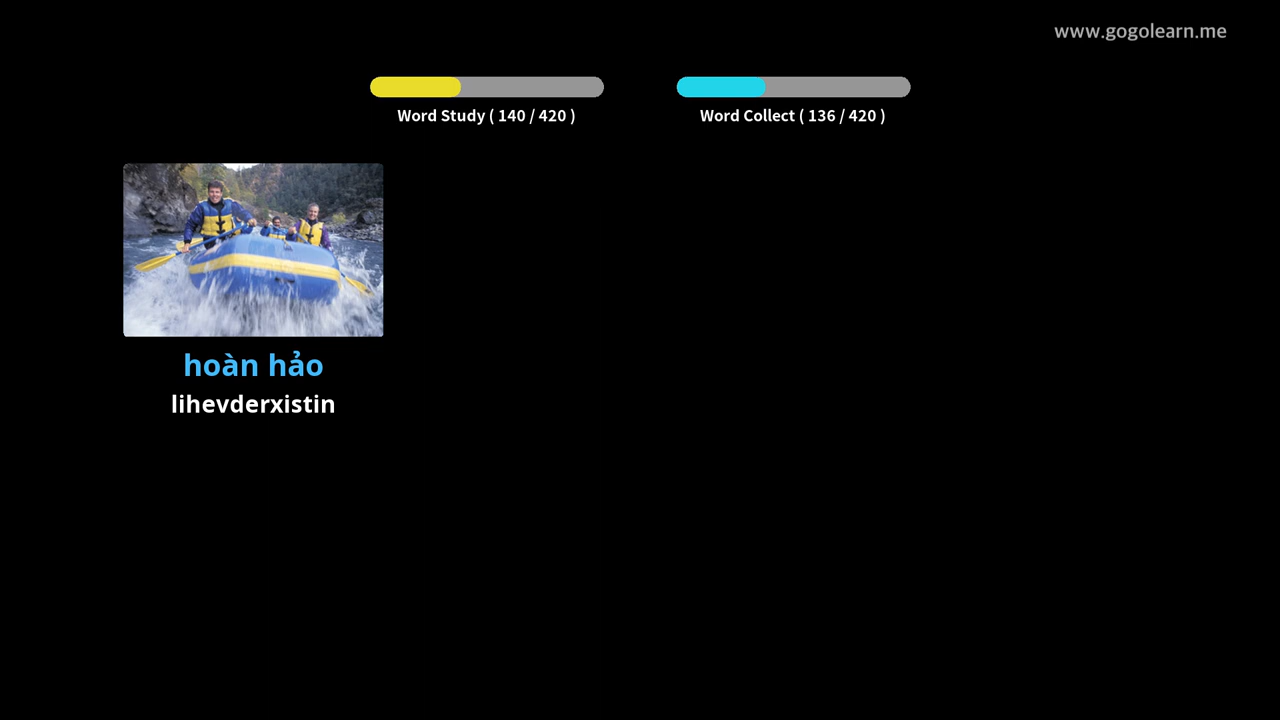 www.gogolearn.me
Word Study ( 140 / 420 )
Word Collect ( 136 / 420 )
hoàn hảo
lihevderxistin